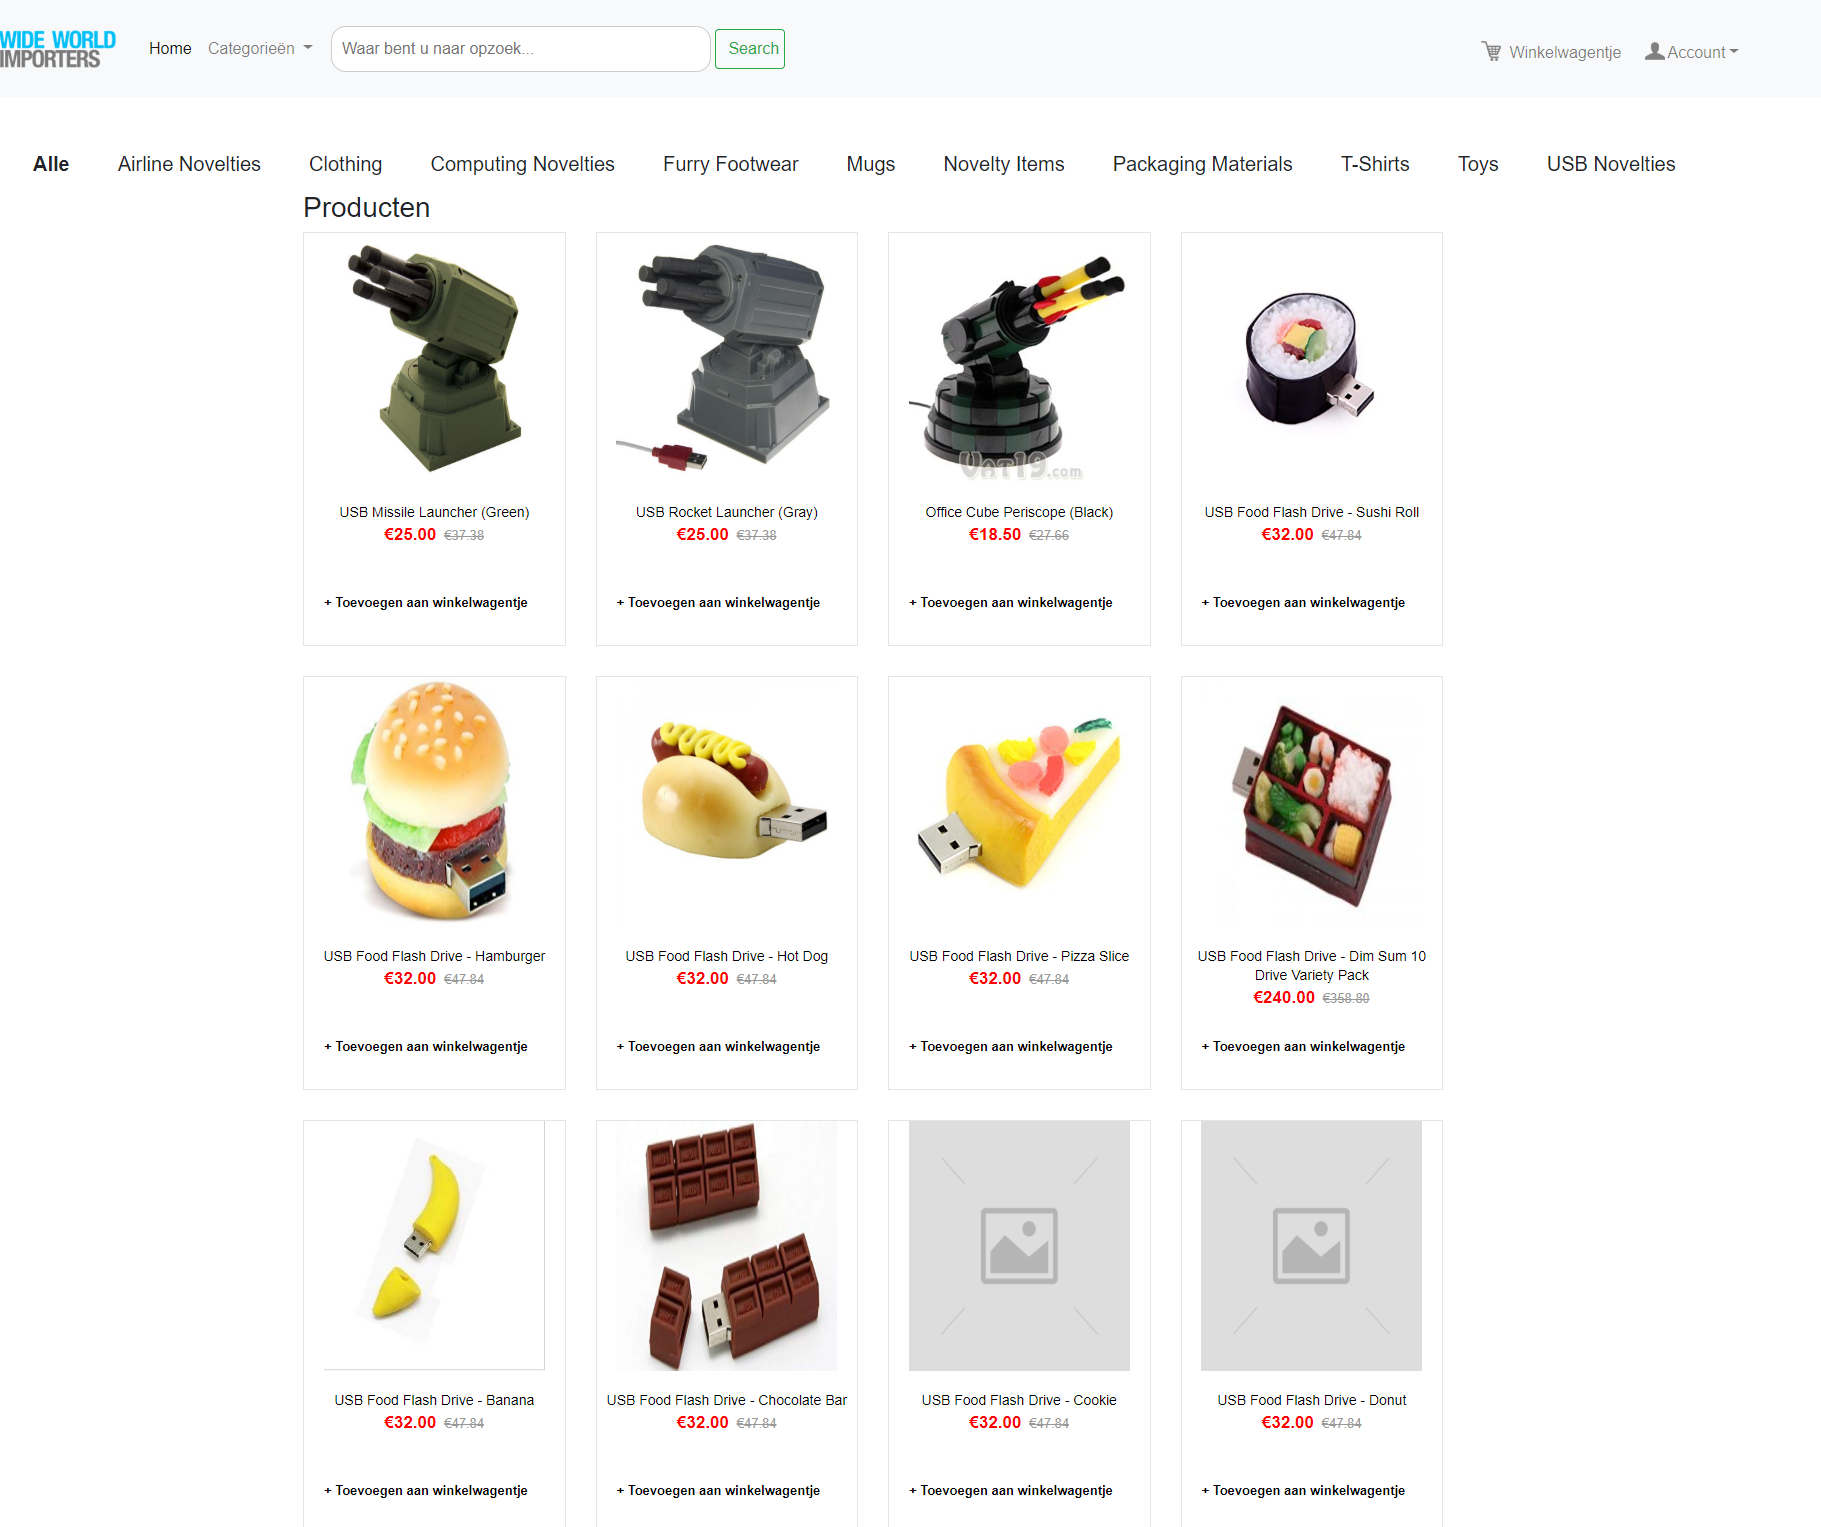 WIDE WORLD
IMPORTERS
Home
Categorieën
Waar bent u naar opzoek...
Search
Winkelwagentje
Account
Alle
Airline Novelties
Clothing
Computing Novelties
Furry Footwear
Mugs
Novelty Items
Packaging Materials
T-Shirts
Toys
USB Novelties
Producten
Vat19.com
USB Missile Launcher (Green)
€25.00 €37.38
+ Toevoegen aan winkelwagentje
USB Rocket Launcher (Gray)
€25.00 €37.38
+ Toevoegen aan winkelwagentje
Office Cube Periscope (Black)
€18.50 €27.66
+ Toevoegen aan winkelwagentje
USB Food Flash Drive - Sushi Roll
€32.00 €47.84
+ Toevoegen aan winkelwagentje
USB Food Flash Drive - Hamburger
€32.00 €47.84
+ Toevoegen aan winkelwagentje
USB Food Flash Drive - Hot Dog
€32.00 €47.84
+ Toevoegen aan winkelwagentje
USB Food Flash Drive - Pizza Slice
€32.00 €47.84
+ Toevoegen aan winkelwagentje
USB Food Flash Drive - Dim Sum 10
Drive Variety Pack
€240.00 €358.80
+ Toevoegen aan winkelwagentje
USB Food Flash Drive - Banana
€32.00 €47.84
+ Toevoegen aan winkelwagentje
USB Food Flash Drive - Chocolate Bar
€32.00 €47.84
+ Toevoegen aan winkelwagentje
USB Food Flash Drive - Cookie
€32.00 €47.84
+ Toevoegen aan winkelwagentje
USB Food Flash Drive - Donut
€32.00 €47.84
+ Toevoegen aan winkelwagentje